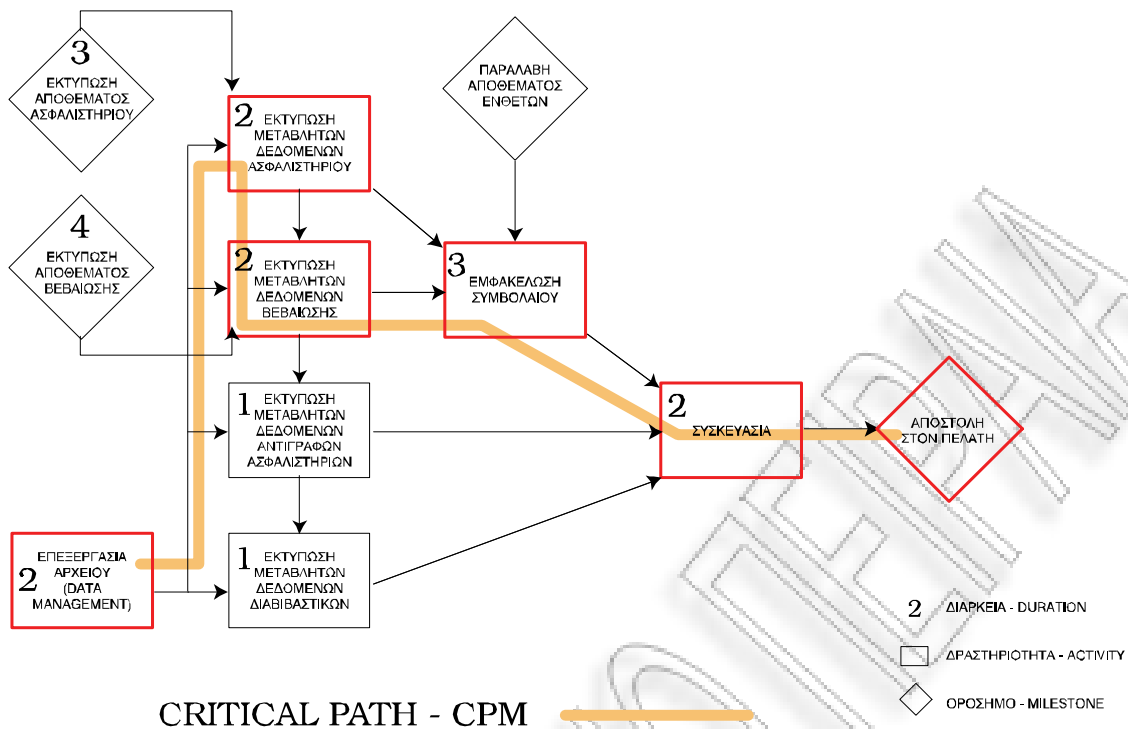 3
ΕΚΤΥΠΩΣΗ
ΑΠΟΘΕΜΑΤΟΣ
ΑΣΦΑΛΙΣΤΗΡΙΟΥ
ΠΑΡΑΛΑΒΗ
ΑΠΟΘΕΜΑΤΟΣ
ΕΝΘΕΤΩΝ
2
ΕΚΤΥΠΩΣΗ
ΜΕΤΑΒΛΗΤΩΝ
ΔΕΔΟΜΕΝΩΝ
ΑΣΦΑΛΙΣΤΗΡΙΟΥ
4
ΕΚΤΥΠΩΣΗ
ΑΠΟΘΕΜΑΤΟΣ
ΒΕΒΑΙΩΣΗΣ
2
ΕΚΤΥΠΩΣΗ
ΜΕΤΑΒΛΗΤΩΝ
ΔΕΔΟΜΕΝΩΝ
ΒΕΒΑΙΩΣΗΣ
3
ΕΜΦΑΚΕΛΩΣΗ
ΣΥΜΒΟΛΑΙΟΥ
1
ΕΚΤΥΠΩΣΗ
ΜΕΤΑΒΛΗΤΩΝ
ΔΕΔΟΜΕΝΩΝ
ΑΝΤΙΓΡΑΦΩΝ
ΑΣΦΑΛΙΣΤΗΡΙΩΝ
2
ΣΥΣΚΕΥΑΣΙΑ
ΑΠΟΣΤΟΛΗ
ΣΤΟΝ ΠΕΛΑΤΗ
2
ΕΠΕΞΕΡΓΑΣΙΑ
ΑΡΧΕΙΟΥ
(DATA
MANAGEMENT)
1
ΕΚΤΥΠΩΣΗ
ΜΕΤΑΒΛΗΤΩΝ
ΔΕΔΟΜΕΝΩΝ
ΔΙΑΒΙΒΑΣΤΙΚΩΝ
2 ΔΙΑΡΚΕΙΑ - DURATION
ΔΡΑΣΤΗΡΙΟΤΗΤΑ - ACTIVITY
ΟΡΟΣΗΜΟ - MILESTONE
CRITICAL PATH - CPM